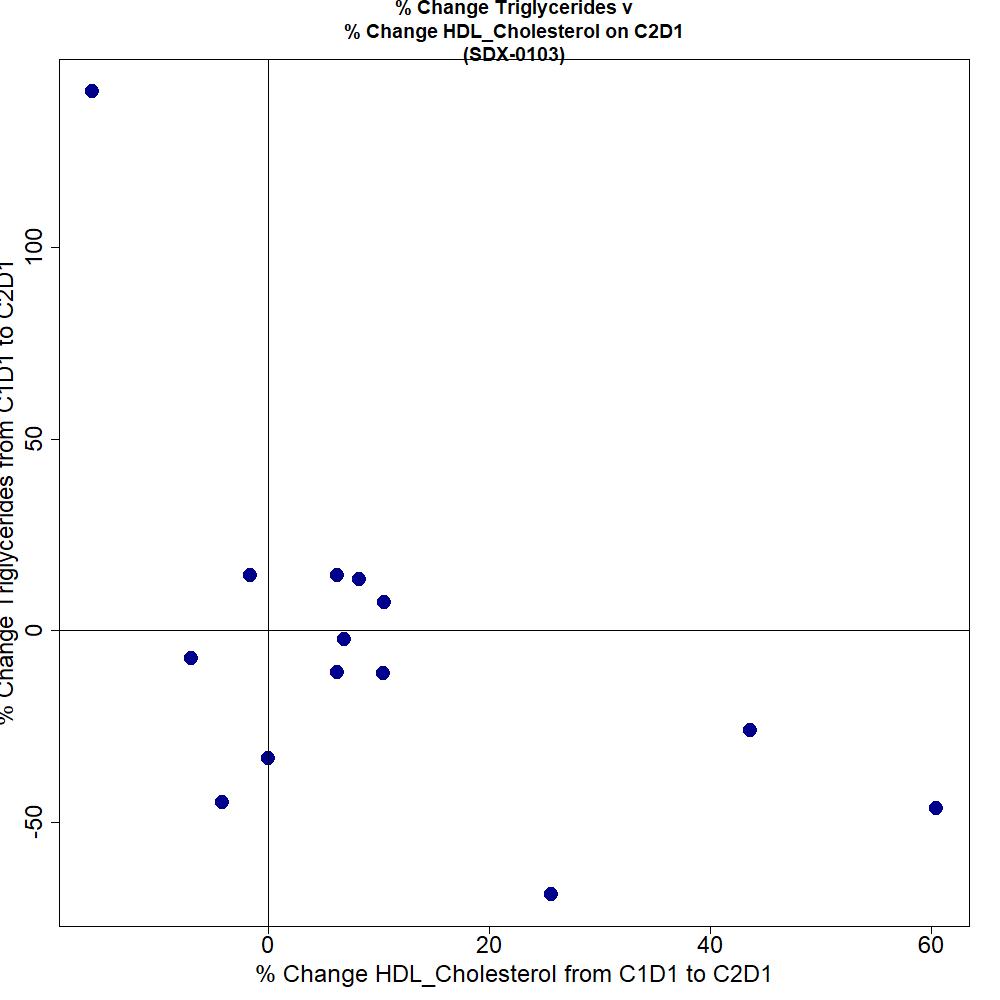 % Change Triglycerides v
% Change HDL_Cholesterol on C2D1
(SDX-0103)
% Change Triglycerides from C1D1 to C2D1
100
50
0
-50
0
20
40
60
% Change HDL_Cholesterol from C1D1 to C2D1